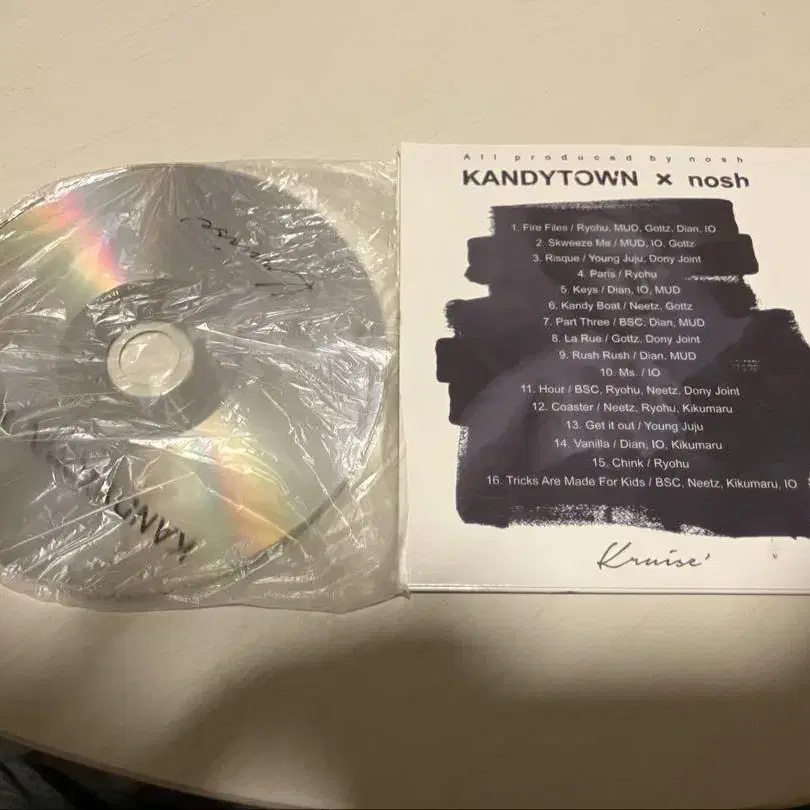 Kruise'
KANDYTOWN
All produced by nosh
KANDYTOWN × nosh
1. Fire Files / Ryohu, MUD, Gottz, Dian, IO
2. Skweeze Me / MUD, IO, Gottz
3. Risque / Young Juju, Dony Joint
4. Paris / Ryohu
5. Keys / Dian, IO, MUD
6. Kandy Boat / Neetz, Gottz
7. Part Three / BSC, Dian, MUD
8. La Rue / Gottz, Dony Joint
9. Rush Rush / Dian, MUD
10. Ms. / IO
11. Hour / BSC, Ryohu, Neetz, Dony Joint
12. Coaster / Neetz, Ryohu, Kikumaru
13. Get it out / Young Juju
14. Vanilla / Dian, IO, Kikumaru
15. Chink / Ryohu
16. Tricks Are Made For Kids / BSC, Neetz, Kikumaru, IO
Kruise'